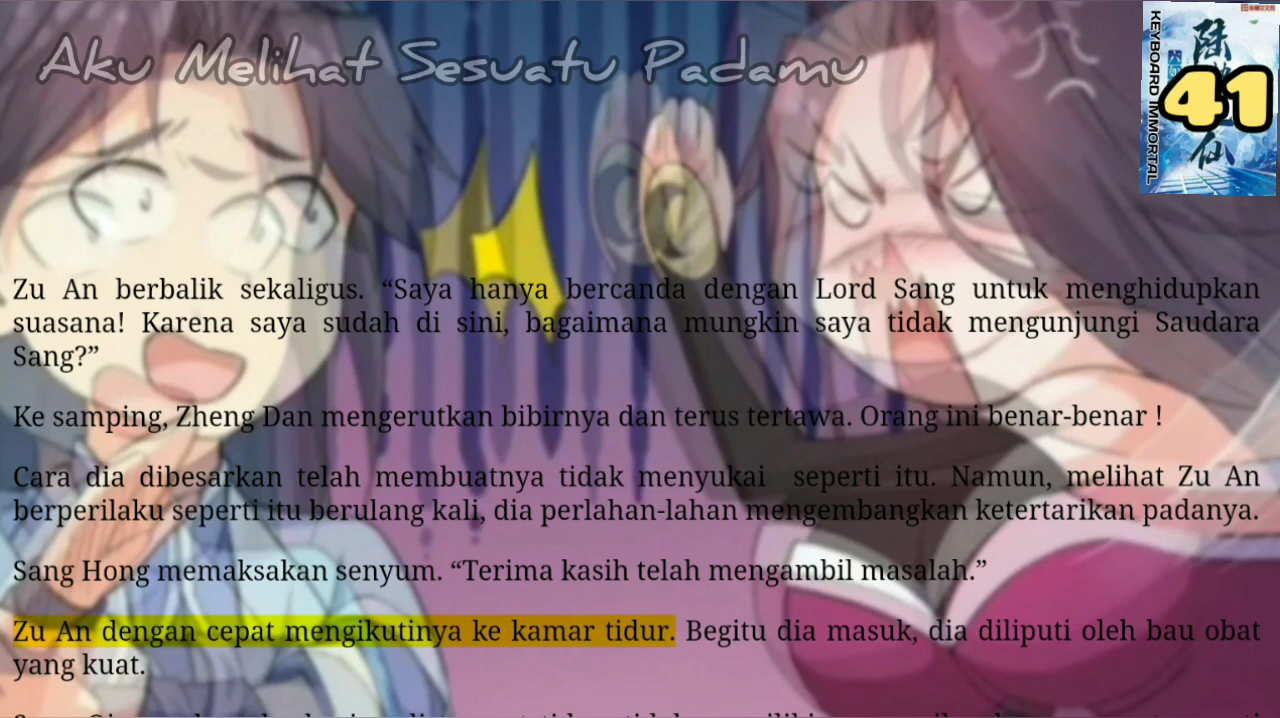 Aku Melihat Sesuatu Padamu
KEYBOARD IMMORTAL
陆
仙
41
Zu An berbalik sekaligus. “Saya hanya bercanda dengan Lord Sang untuk menghidupkan
suasana! Karena saya sudah di sini, bagaimana mungkin saya tidak mengunjungi Saudara
Sang?”
Ke samping, Zheng Dan mengerutkan bibirnya dan terus tertawa. Orang ini benar-benar !
Cara dia dibesarkan telah membuatnya tidak menyukai seperti itu. Namun, melihat Zu An
berperilaku seperti itu berulang kali, dia perlahan-lahan mengembangkan ketertarikan padanya.
Sang Hong memaksakan senyum. “Terima kasih telah mengambil masalah.”
Zu An dengan cepat mengikutinya ke kamar tidur. Begitu dia masuk, dia diliputi oleh bau obat
yang kuat.